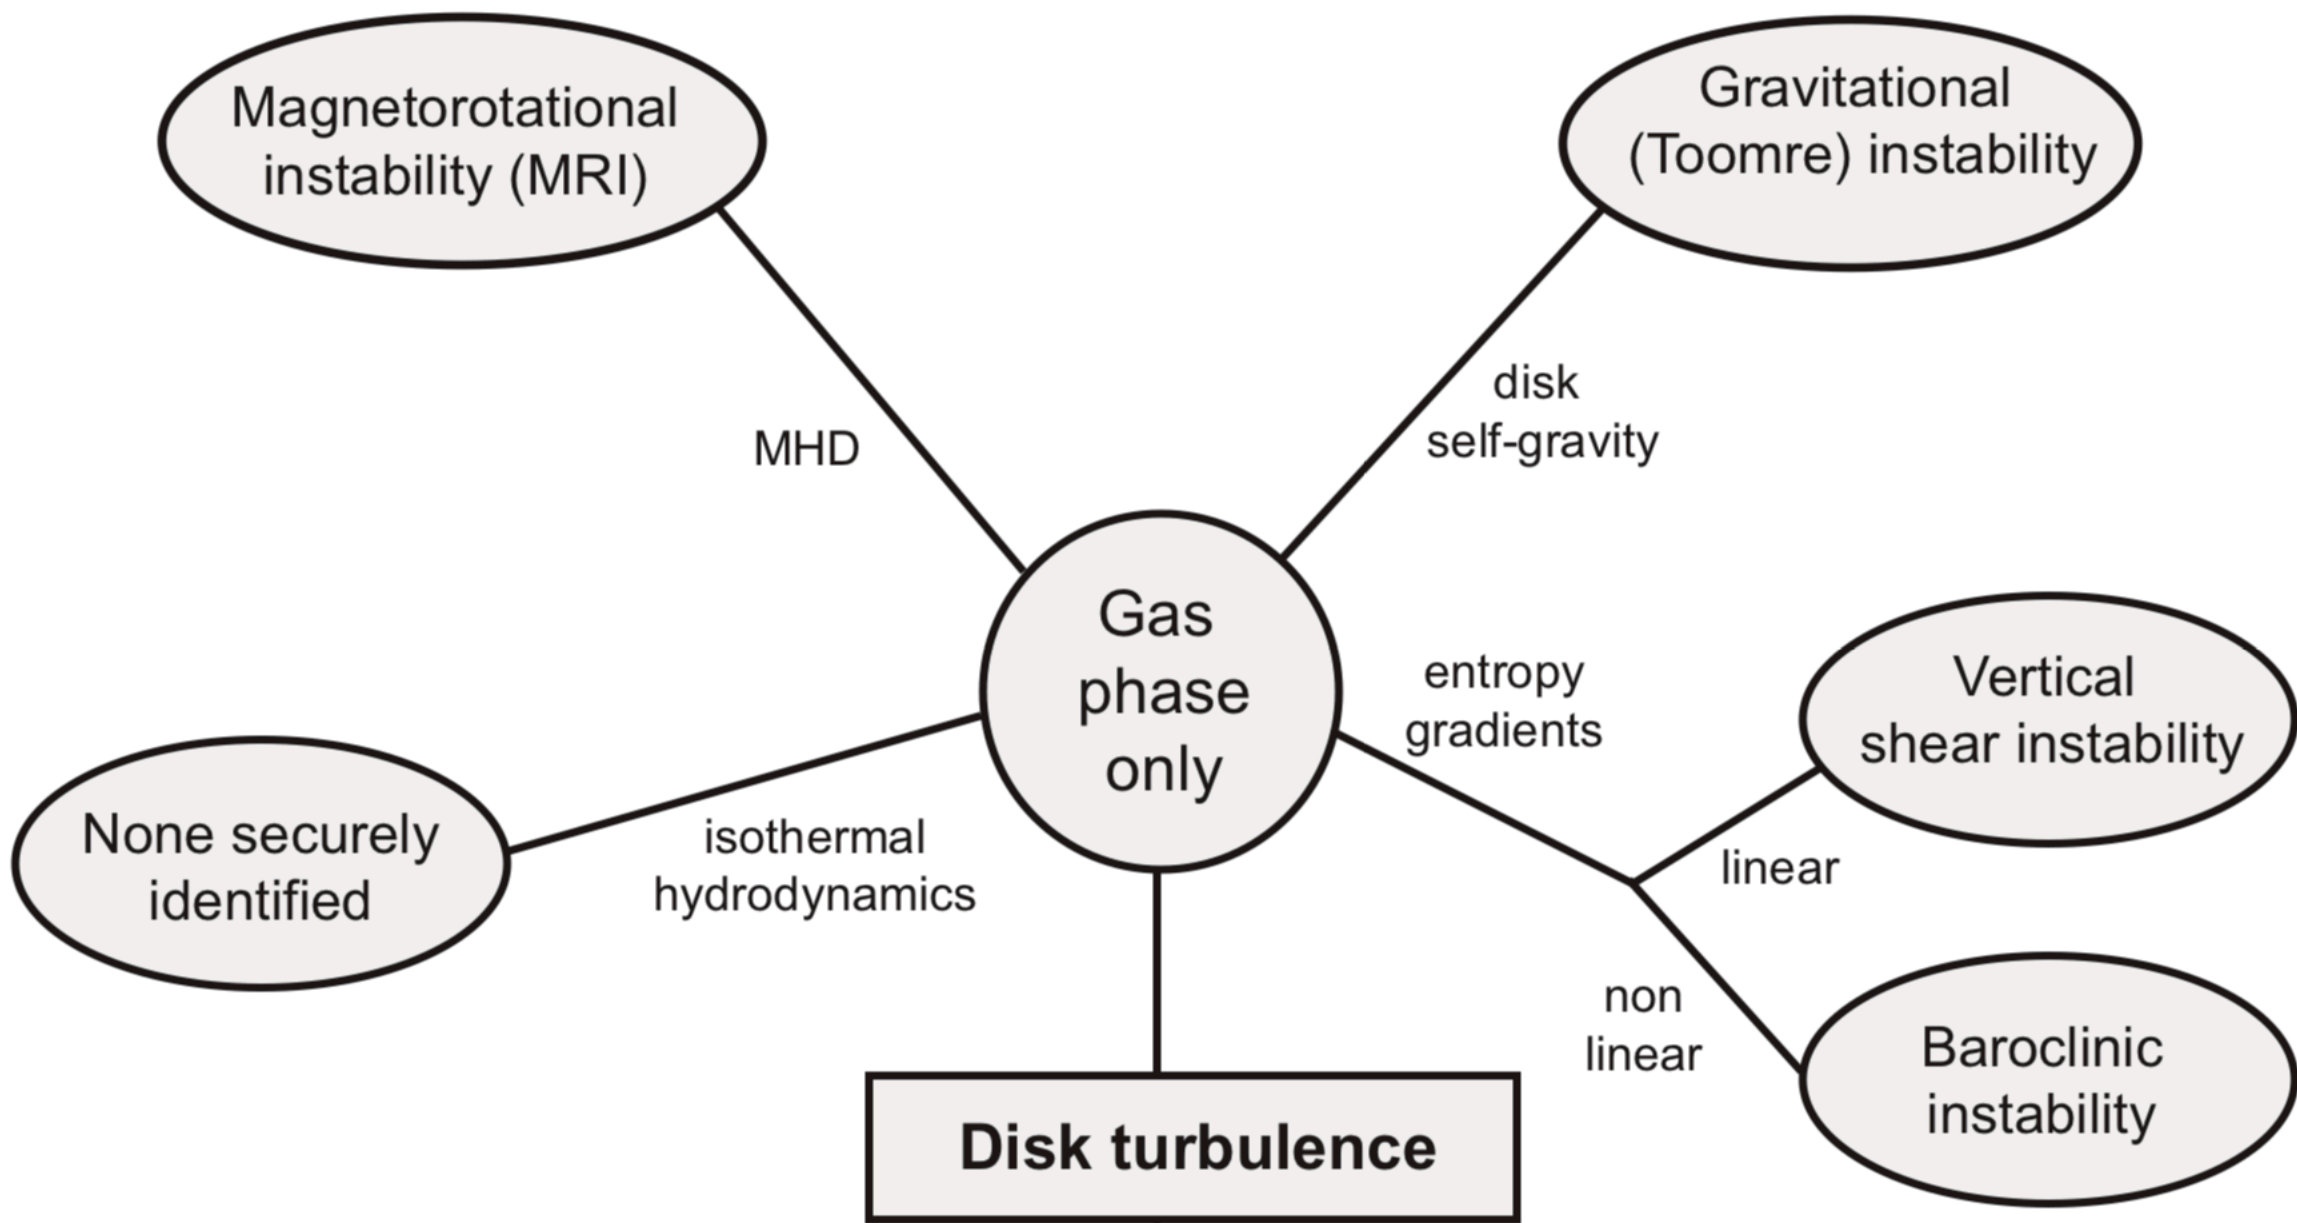 Magnetorotational
instability (MRI)
Gravitational
(Toomre) instability
MHD
disk
self-gravity
Gas
phase
only
entropy
gradients
Vertical
shear instability
None securely
identified
isothermal
hydrodynamics
linear
non
linear
Baroclinic
instability
Disk turbulence